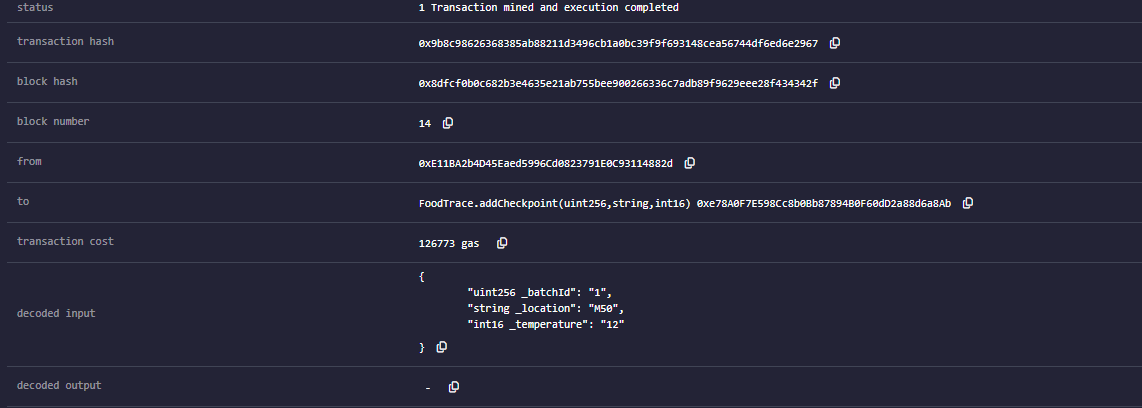 status 1 Transaction mined and execution completed
transaction hash 0x9b8c98626368385ab88211d3496cb1a0bc39f9f693148cea56744df6ed6e2967
block hash 0x8dfcf0b0c682b3e4635e21ab755bee900266336c7adb89f9629eee28f434342f
block number 14
from 0xE11BA2b4D45Eaed5996Cd0823791E0C93114882d
to FoodTrace.addCheckpoint(uint256,string,int16) 0xe78A0F7E598Cc8b0Bb87894B0F60dD2a88d6a8Ab
transaction cost 126773 gas
decoded input {
"uint256 _batchId": "1",
"string _location": "M50",
"int16 _temperature": "12"
}
decoded output -